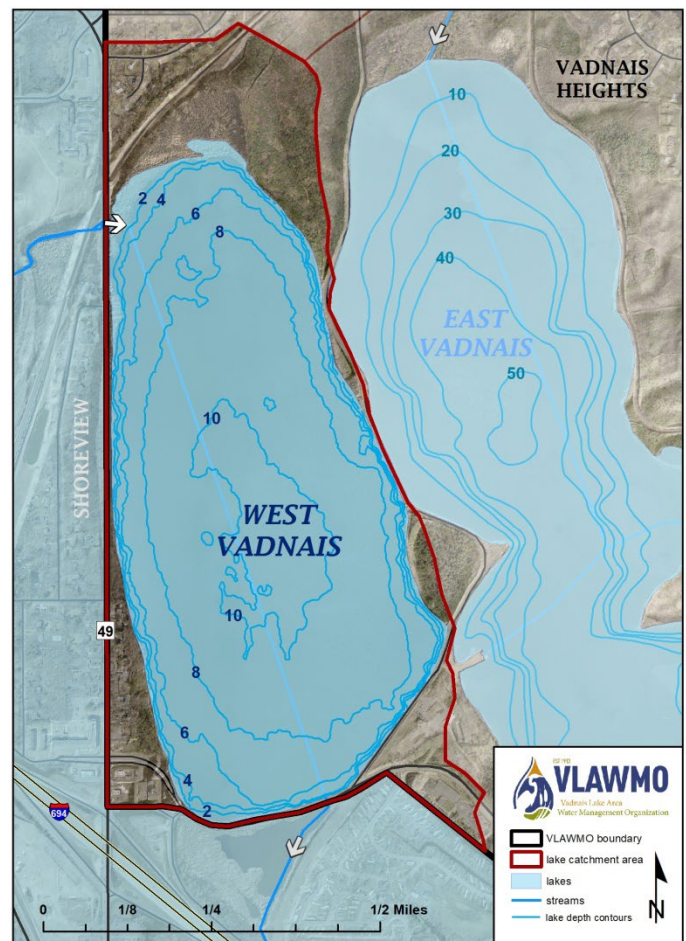 VADNAIS
HEIGHTS
10
20
30
40
50
EAST
VADNAIS
2
4
6
8
10
WEST
VADNAIS
10
8
6
4
2
SHOREVIEW
49
694
0
1/8
1/4
1/2 Miles
VLAWMO
Vadnais Lake Area
Water Management Organization
VLAWMO boundary
lake catchment area
lakes
streams
lake depth contours
N